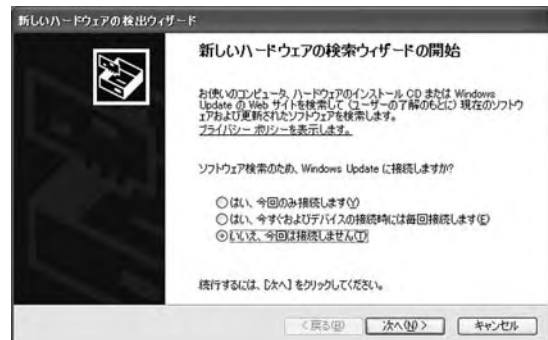 新しいハードウェアの検出ウィザード
新しいハードウェアの検索ウィザードの開始
お使いのコンピュータ、ハードウェアのインストール CD または Windows
Update の Web サイトを検索して (ユーザーの了解のもとに) 現在のソフトウ
ェアおよび更新されたソフトウェアを検索します。
プライバシー ポリシーを表示します。
ソフトウェア検索のため、Windows Update に接続しますか?
はい、今回のみ接続します(Y)
はい、今すぐおよびデバイスの接続時には毎回接続します(E)
いいえ、今回は接続しません(T)
続行するには、[次へ] をクリックしてください。
< 戻る(B) 次へ(N) > キャンセル